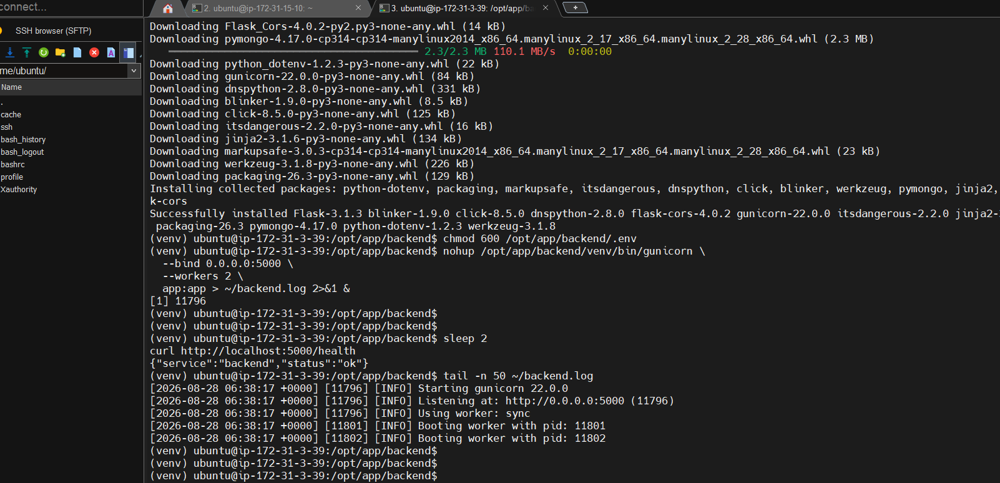 connect...
2. ubuntu@ip-172-31-15-10: ~
3. ubuntu@ip-172-31-3-39: /opt/app/ba
SSH browser (SFTP)
me/ubuntu/
Name
.
cache
ssh
bash_history
bash_logout
bashrc
profile
Xauthority
Downloading Flask_Cors-4.0.2-py2.py3-none-any.whl (14 kB)
Downloading pymongo-4.17.0-cp314-cp314-manylinux2014_x86_64.manylinux_2_17_x86_64.manylinux_2_28_x86_64.whl (2.3 MB)
2.3/2.3 MB 110.1 MB/s  0:00:00
Downloading python_dotenv-1.2.3-py3-none-any.whl (22 kB)
Downloading gunicorn-22.0.0-py3-none-any.whl (84 kB)
Downloading dnspython-2.8.0-py3-none-any.whl (331 kB)
Downloading blinker-1.9.0-py3-none-any.whl (8.5 kB)
Downloading click-8.5.0-py3-none-any.whl (125 kB)
Downloading itsdangerous-2.2.0-py3-none-any.whl (16 kB)
Downloading jinja2-3.1.6-py3-none-any.whl (134 kB)
Downloading markupsafe-3.0.3-cp314-cp314-manylinux2014_x86_64.manylinux_2_17_x86_64.manylinux_2_28_x86_64.whl (23 kB)
Downloading werkzeug-3.1.8-py3-none-any.whl (226 kB)
Downloading packaging-26.3-py3-none-any.whl (129 kB)
Installing collected packages: python-dotenv, packaging, markupsafe, itsdangerous, dnspython, click, blinker, werkzeug, pymongo, jinja2,
k-cors
Successfully installed Flask-3.1.3 blinker-1.9.0 click-8.5.0 dnspython-2.8.0 flask-cors-4.0.2 gunicorn-22.0.0 itsdangerous-2.2.0 jinja2-
packaging-26.3 pymongo-4.17.0 python-dotenv-1.2.3 werkzeug-3.1.8
(venv) ubuntu@ip-172-31-3-39:/opt/app/backend$ chmod 600 /opt/app/backend/.env
(venv) ubuntu@ip-172-31-3-39:/opt/app/backend$ nohup /opt/app/backend/venv/bin/gunicorn \
--bind 0.0.0.0:5000 \
--workers 2 \
app:app > ~/backend.log 2>&1 &
[1] 11796
(venv) ubuntu@ip-172-31-3-39:/opt/app/backend$
(venv) ubuntu@ip-172-31-3-39:/opt/app/backend$
(venv) ubuntu@ip-172-31-3-39:/opt/app/backend$ sleep 2
curl http://localhost:5000/health
{"service":"backend","status":"ok"}
(venv) ubuntu@ip-172-31-3-39:/opt/app/backend$ tail -n 50 ~/backend.log
[2026-08-28 06:38:17 +0000] [11796] [INFO] Starting gunicorn 22.0.0
[2026-08-28 06:38:17 +0000] [11796] [INFO] Listening at: http://0.0.0.0:5000 (11796)
[2026-08-28 06:38:17 +0000] [11796] [INFO] Using worker: sync
[2026-08-28 06:38:17 +0000] [11801] [INFO] Booting worker with pid: 11801
[2026-08-28 06:38:17 +0000] [11802] [INFO] Booting worker with pid: 11802
(venv) ubuntu@ip-172-31-3-39:/opt/app/backend$
(venv) ubuntu@ip-172-31-3-39:/opt/app/backend$
(venv) ubuntu@ip-172-31-3-39:/opt/app/backend$